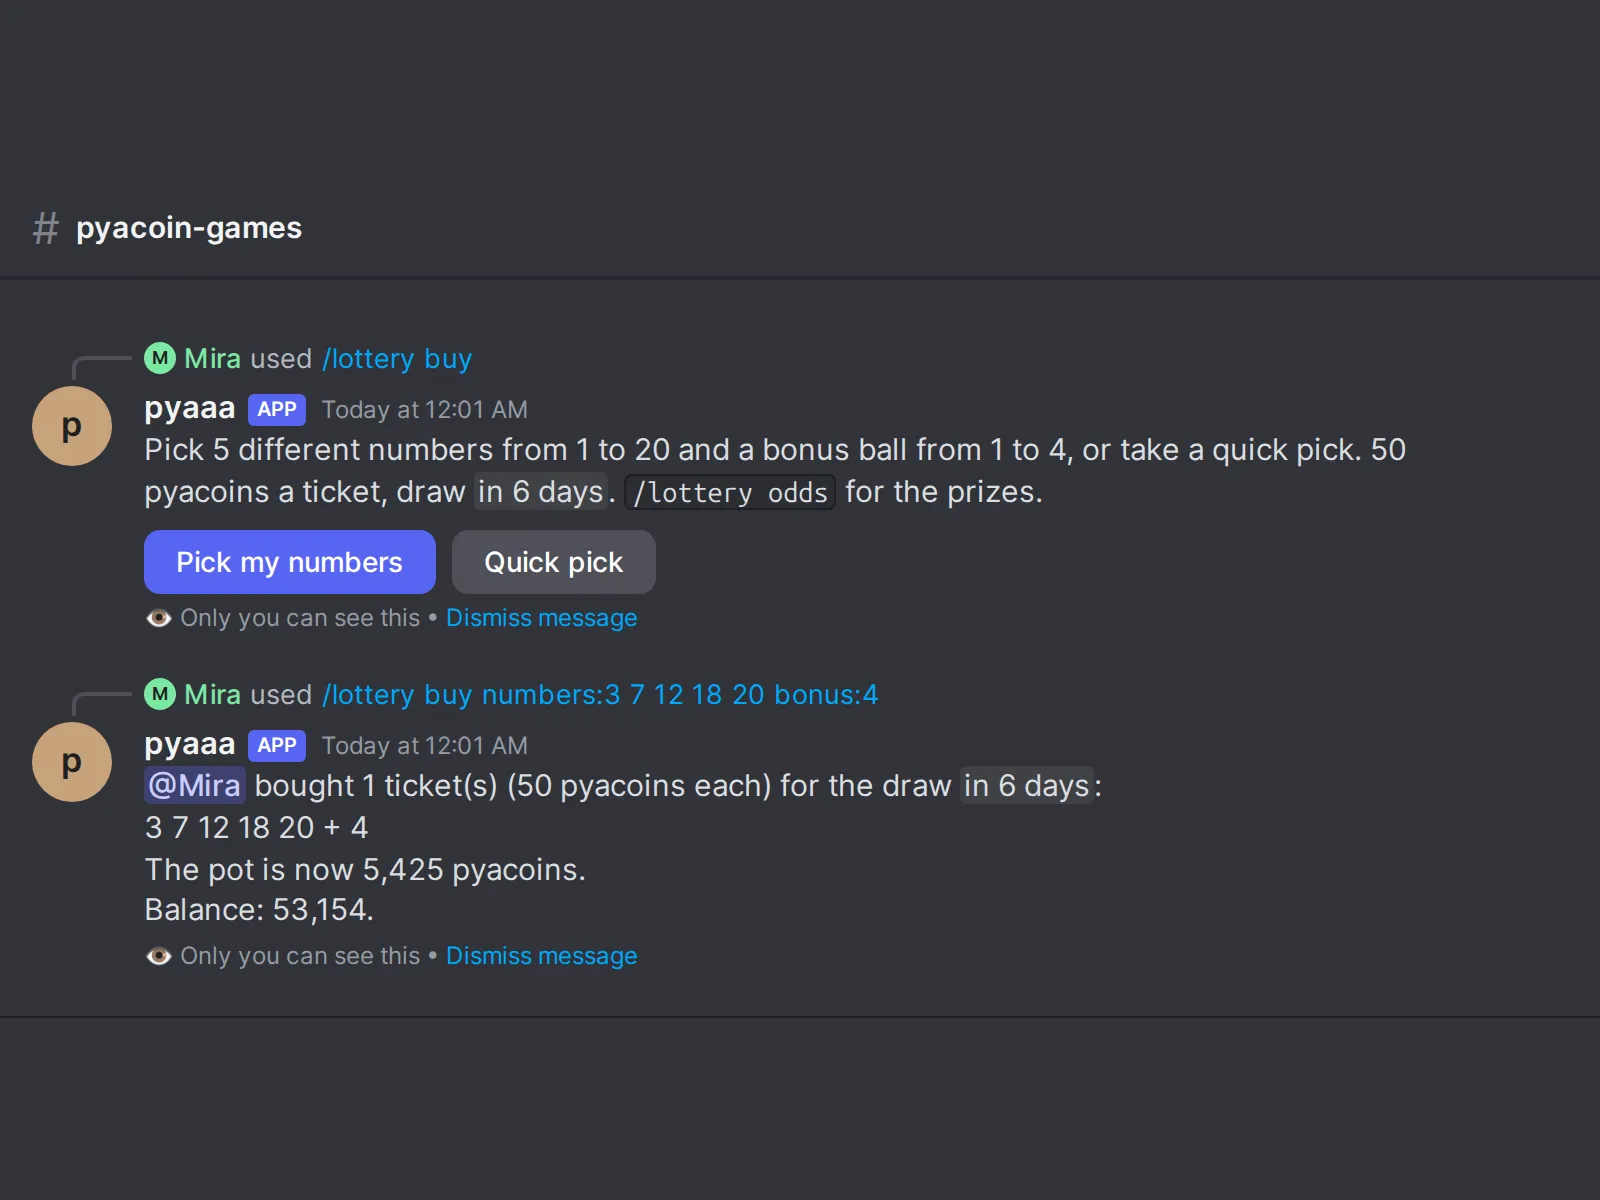 # pyacoin-games
M Mira used /lottery buy
p
pyaaa APP Today at 12:01 AM
Pick 5 different numbers from 1 to 20 and a bonus ball from 1 to 4, or take a quick pick. 50
pyacoins a ticket, draw in 6 days. /lottery odds for the prizes.
Pick my numbers Quick pick
Only you can see this • Dismiss message
M Mira used /lottery buy numbers:3 7 12 18 20 bonus:4
p
pyaaa APP Today at 12:01 AM
@Mira bought 1 ticket(s) (50 pyacoins each) for the draw in 6 days:
3 7 12 18 20 + 4
The pot is now 5,425 pyacoins.
Balance: 53,154.
Only you can see this • Dismiss message